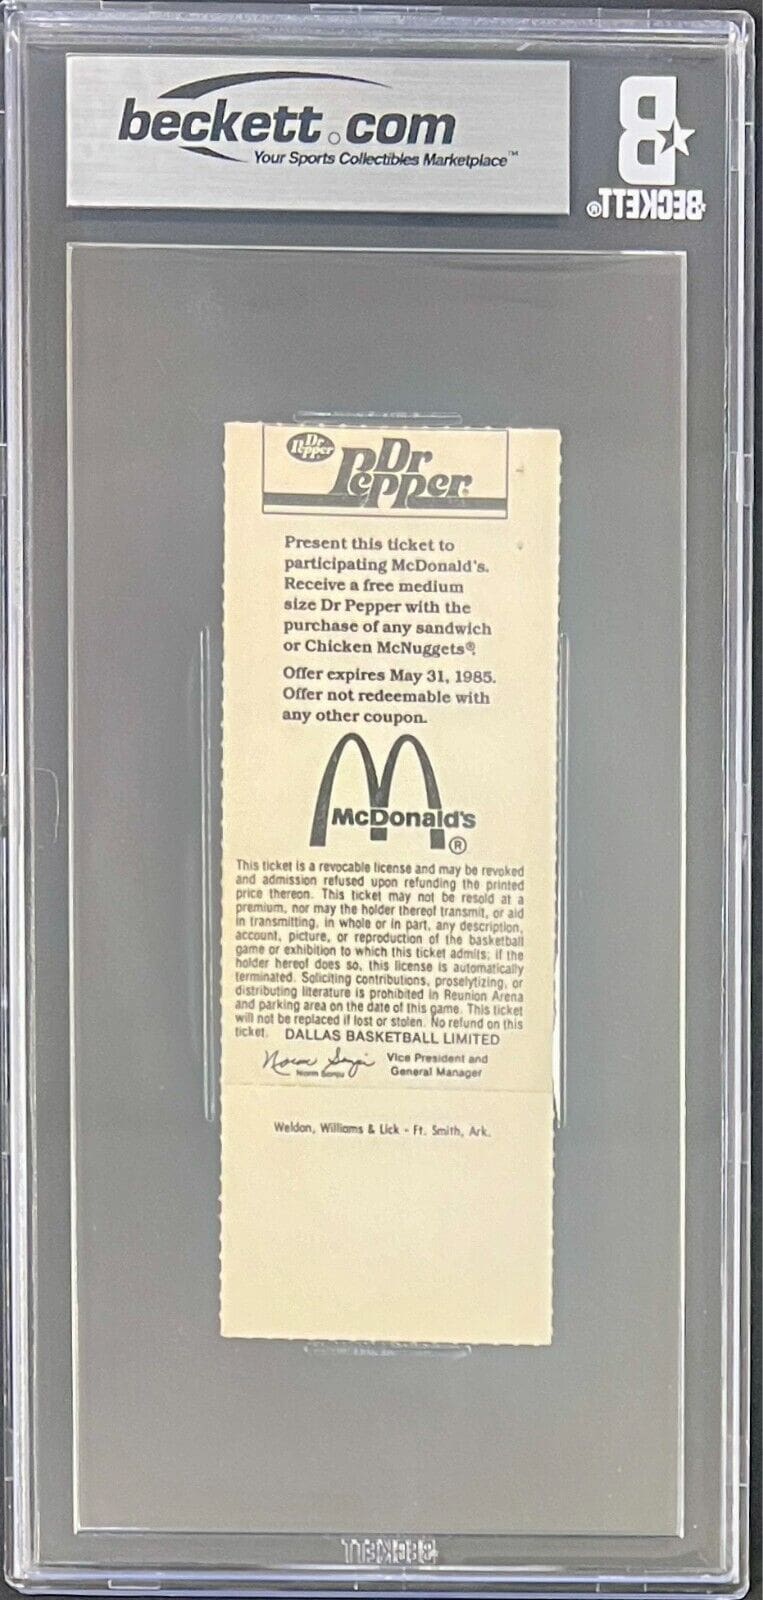 beckett.com
Your Sports Collectibles Marketplace™
B
BECKETT®
Dr
Pepper
Dr
Pepper
Present this ticket to
participating McDonald's.
Receive a free medium
size Dr Pepper with the
purchase of any sandwich
or Chicken McNuggets®.
Offer expires May 31, 1985.
Offer not redeemable with
any other coupon.
McDonald's
®
This ticket is a revocable license and may be revoked
and admission refused upon refunding the printed
price thereon. This ticket may not be resold at a
premium, nor may the holder thereof transmit, or aid
in transmitting, in whole or in part, any description,
account, picture, or reproduction of the basketball
game or exhibition to which this ticket admits; if the
holder hereof does so, this license is automatically
terminated. Soliciting contributions, proselytizing, or
distributing literature is prohibited in Reunion Arena
and parking area on the date of this game. This ticket
will not be replaced if lost or stolen. No refund on this
ticket. DALLAS BASKETBALL LIMITED
Norm Sonju Vice President and
Norm Sonju General Manager
Weldon, Williams & Lick - Ft. Smith, Ark.
BECKETT